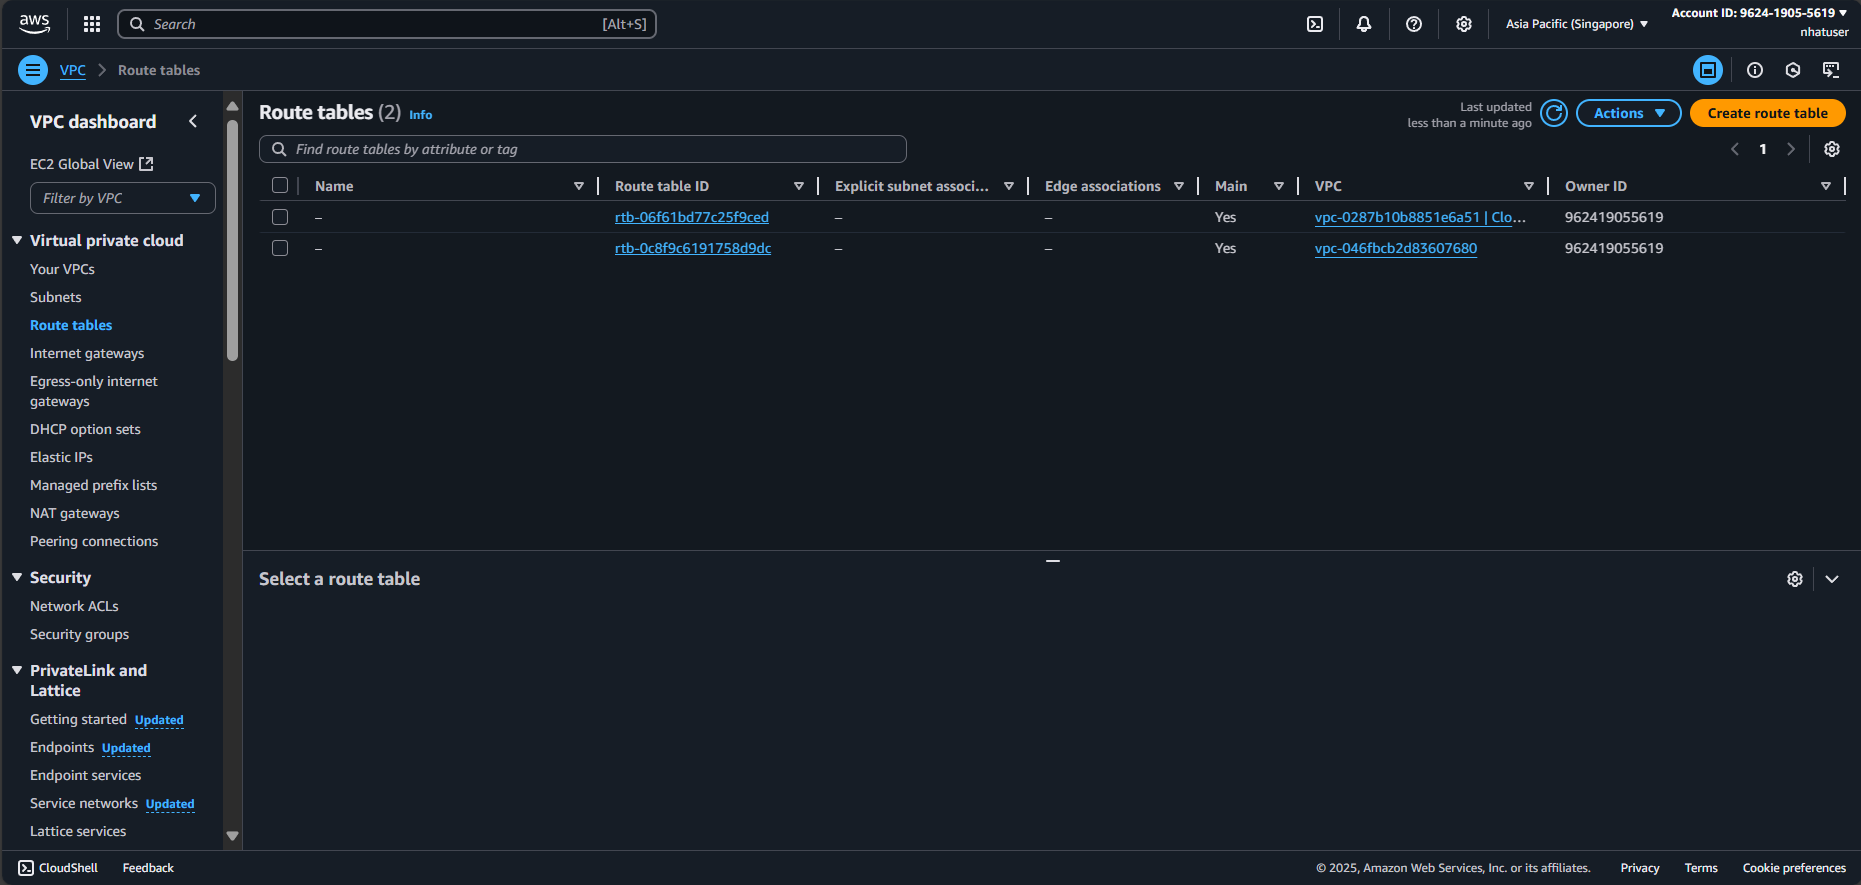 aws
Search [Alt+S]
Asia Pacific (Singapore)
Account ID: 9624-1905-5619
nhatuser
VPC Route tables
VPC dashboard
EC2 Global View
Filter by VPC
Virtual private cloud
Your VPCs
Subnets
Route tables
Internet gateways
Egress-only internet
gateways
DHCP option sets
Elastic IPs
Managed prefix lists
NAT gateways
Peering connections
Security
Network ACLs
Security groups
PrivateLink and
Lattice
Getting started Updated
Endpoints Updated
Endpoint services
Service networks Updated
Lattice services
Route tables (2) Info
Last updated
less than a minute ago
Actions
Create route table
Find route tables by attribute or tag
1
Name Route table ID Explicit subnet associ... Edge associations Main VPC Owner ID
– rtb-06f61bd77c25f9ced – – Yes vpc-0287b10b8851e6a51 | Clo... 962419055619
– rtb-0c8f9c6191758d9dc – – Yes vpc-046fbcb2d83607680 962419055619
Select a route table
CloudShell Feedback
© 2025, Amazon Web Services, Inc. or its affiliates. Privacy Terms Cookie preferences